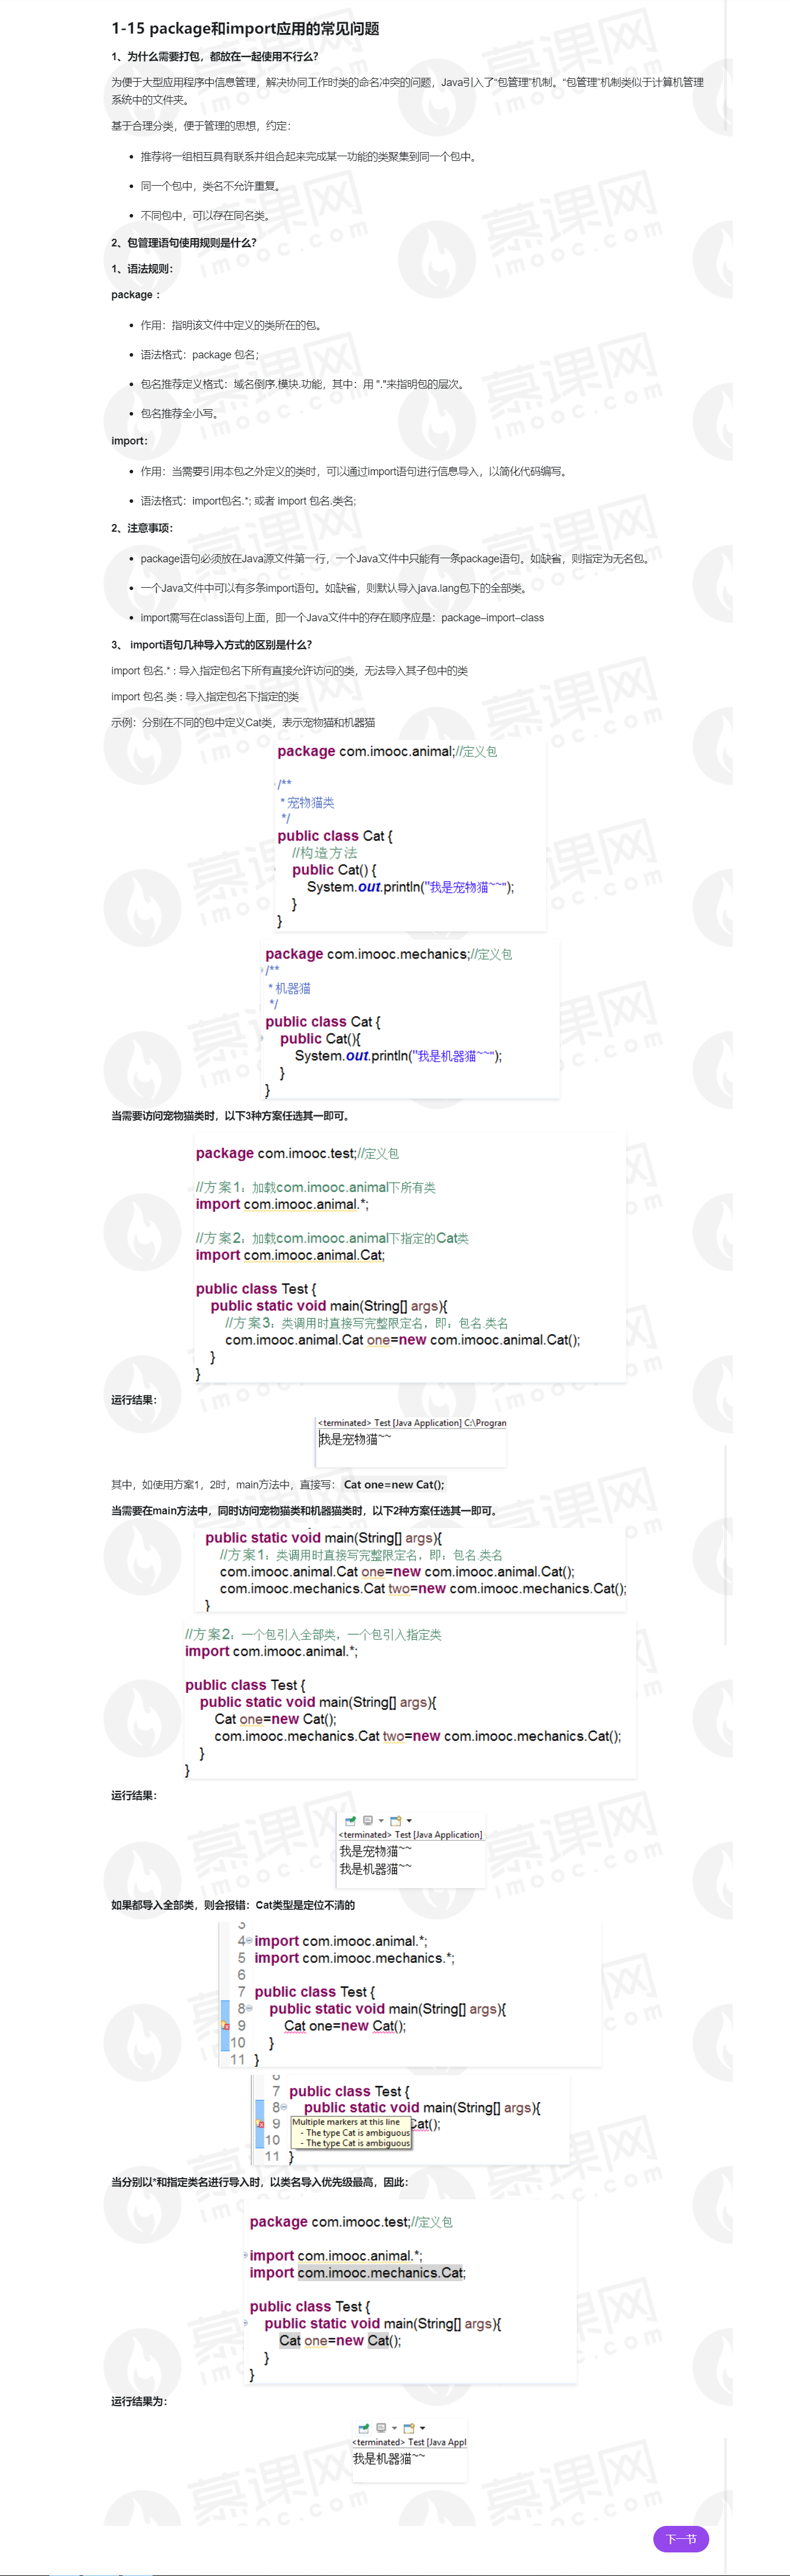 1-15 package和import应用的常见问题
1、为什么需要打包，都放在一起使用不行么？
为便于大型应用程序中信息管理，解决协同工作时类的命名冲突的问题，Java引入了“包管理”机制。“包管理”机制类似于计算机管理
系统中的文件夹。
基于合理分类，便于管理的思想，约定：
推荐将一组相互具有联系并组合起来完成某一功能的类聚集到同一个包中。
同一个包中，类名不允许重复。
不同包中，可以存在同名类。
2、包管理语句使用规则是什么？
1、语法规则：
package ：
作用：指明该文件中定义的类所在的包。
语法格式：package 包名；
包名推荐定义格式：域名倒序.模块.功能，其中：用 "."来指明包的层次。
包名推荐全小写。
import：
作用：当需要引用本包之外定义的类时，可以通过import语句进行信息导入，以简化代码编写。
语法格式：import包名.*; 或者 import 包名.类名;
2、注意事项：
package语句必须放在Java源文件第一行，一个Java文件中只能有一条package语句。如缺省，则指定为无名包。
一个Java文件中可以有多条import语句。如缺省，则默认导入java.lang包下的全部类。
import需写在class语句上面，即一个Java文件中的存在顺序应是：package–import–class
3、 import语句几种导入方式的区别是什么？
import 包名.* : 导入指定包名下所有直接允许访问的类，无法导入其子包中的类
import 包名.类 : 导入指定包名下指定的类
示例：分别在不同的包中定义Cat类，表示宠物猫和机器猫
package com.imooc.animal;//定义包
/**
* 宠物猫类
*/
public class Cat {
//构造方法
public Cat() {
System.out.println("我是宠物猫~~");
}
}
package com.imooc.mechanics;//定义包
/**
* 机器猫
*/
public class Cat {
public Cat(){
System.out.println("我是机器猫~~");
}
}
当需要访问宠物猫类时，以下3种方案任选其一即可。
package com.imooc.test;//定义包
//方案1：加载com.imooc.animal下所有类
import com.imooc.animal.*;
//方案2：加载com.imooc.animal下指定的Cat类
import com.imooc.animal.Cat;
public class Test {
public static void main(String[] args){
//方案3：类调用时直接写完整限定名，即：包名.类名
com.imooc.animal.Cat one=new com.imooc.animal.Cat();
}
}
运行结果：
<terminated> Test [Java Application] C:\Progran
我是宠物猫~~
其中，如使用方案1，2时，main方法中，直接写： Cat one=new Cat();
当需要在main方法中，同时访问宠物猫类和机器猫类时，以下2种方案任选其一即可。
public static void main(String[] args){
//方案1：类调用时直接写完整限定名，即：包名.类名
com.imooc.animal.Cat one=new com.imooc.animal.Cat();
com.imooc.mechanics.Cat two=new com.imooc.mechanics.Cat();
}
//方案2：一个包引入全部类，一个包引入指定类
import com.imooc.animal.*;
public class Test {
public static void main(String[] args){
Cat one=new Cat();
com.imooc.mechanics.Cat two=new com.imooc.mechanics.Cat();
}
}
运行结果：
<terminated> Test [Java Application]
我是宠物猫~~
我是机器猫~~
如果都导入全部类，则会报错：Cat类型是定位不清的
3
4 import com.imooc.animal.*;
5 import com.imooc.mechanics.*;
6
7 public class Test {
8 public static void main(String[] args){
9 Cat one=new Cat();
10 }
11 }
6
7 public class Test {
8 public static void main(String[] args){
9 Multiple markers at this line Cat();
- The type Cat is ambiguous
10 - The type Cat is ambiguous
11 }
当分别以*和指定类名进行导入时，以类名导入优先级最高，因此：
package com.imooc.test;//定义包
import com.imooc.animal.*;
import com.imooc.mechanics.Cat;
public class Test {
public static void main(String[] args){
Cat one=new Cat();
}
}
运行结果为：
<terminated> Test [Java Appl
我是机器猫~~
下一节